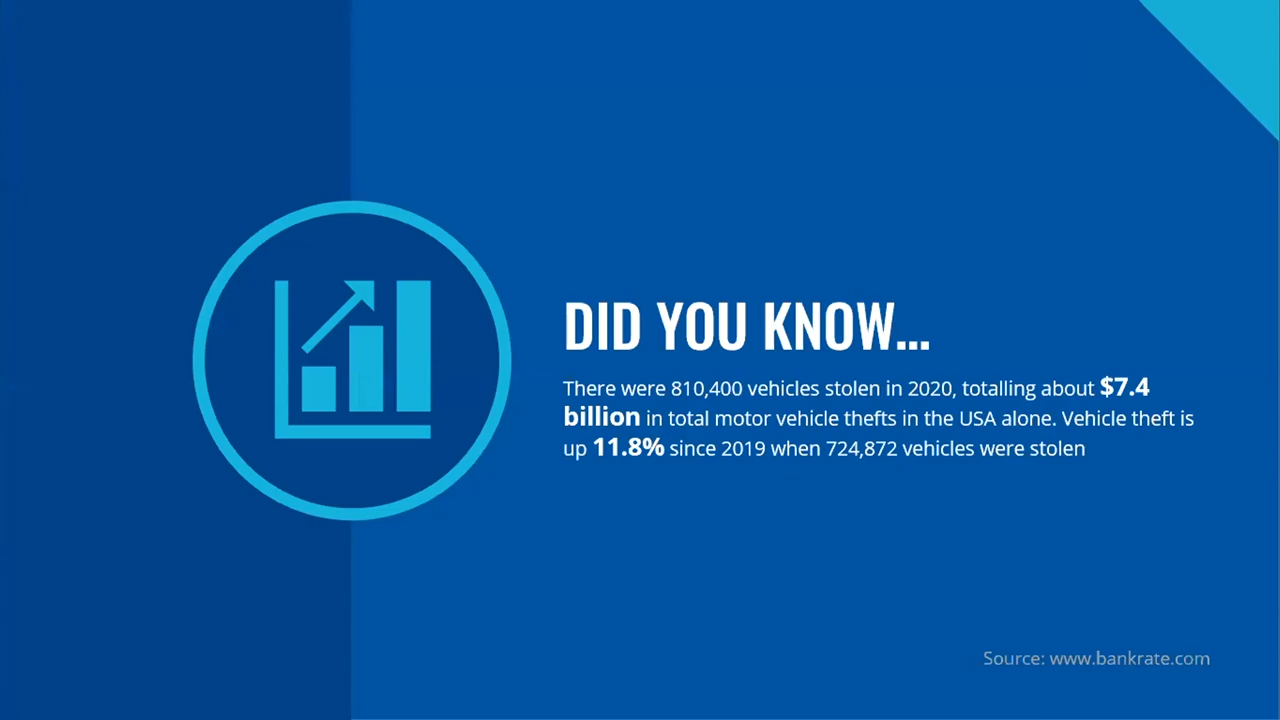 DID YOU KNOW...
There were 810,400 vehicles stolen in 2020, totalling about $7.4
billion in total motor vehicle thefts in the USA alone. Vehicle theft is
up 11.8% since 2019 when 724,872 vehicles were stolen
Source: www.bankrate.com